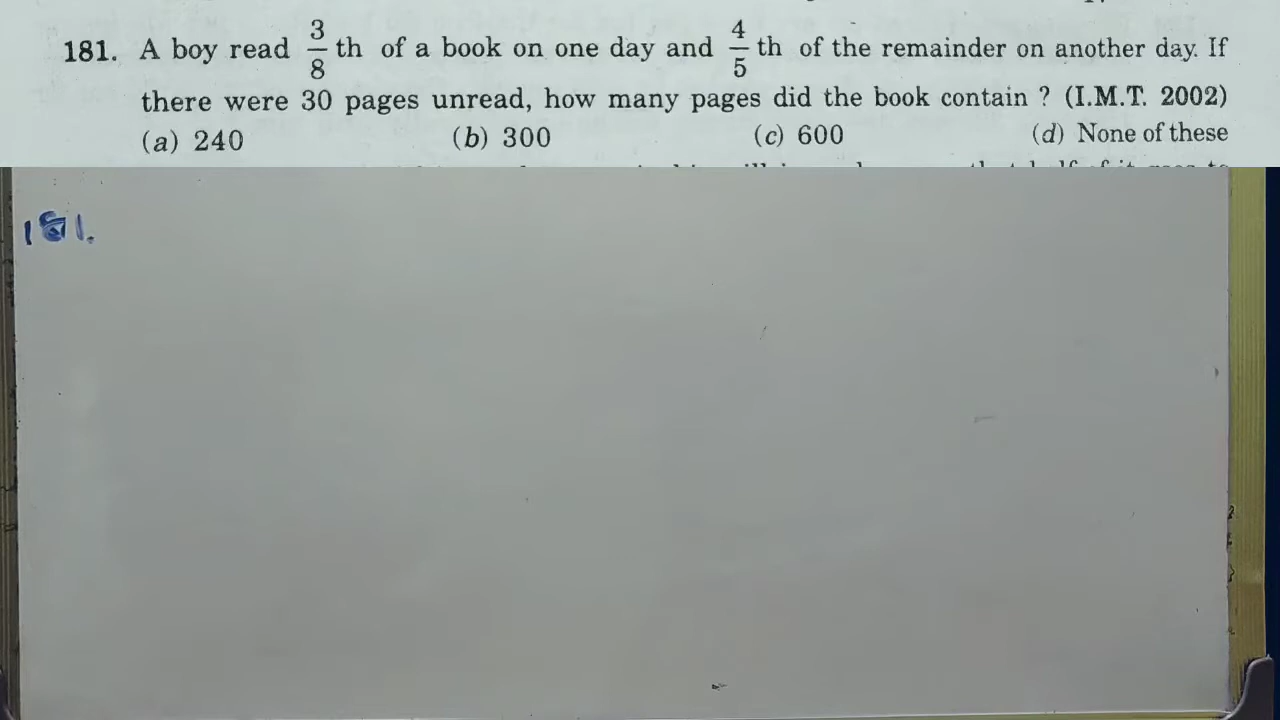 181. A boy read 3/8 th of a book on one day and 4/5 th of the remainder on another day. If
there were 30 pages unread, how many pages did the book contain ? (I.M.T. 2002)
(a) 240 (b) 300 (c) 600 (d) None of these
181.